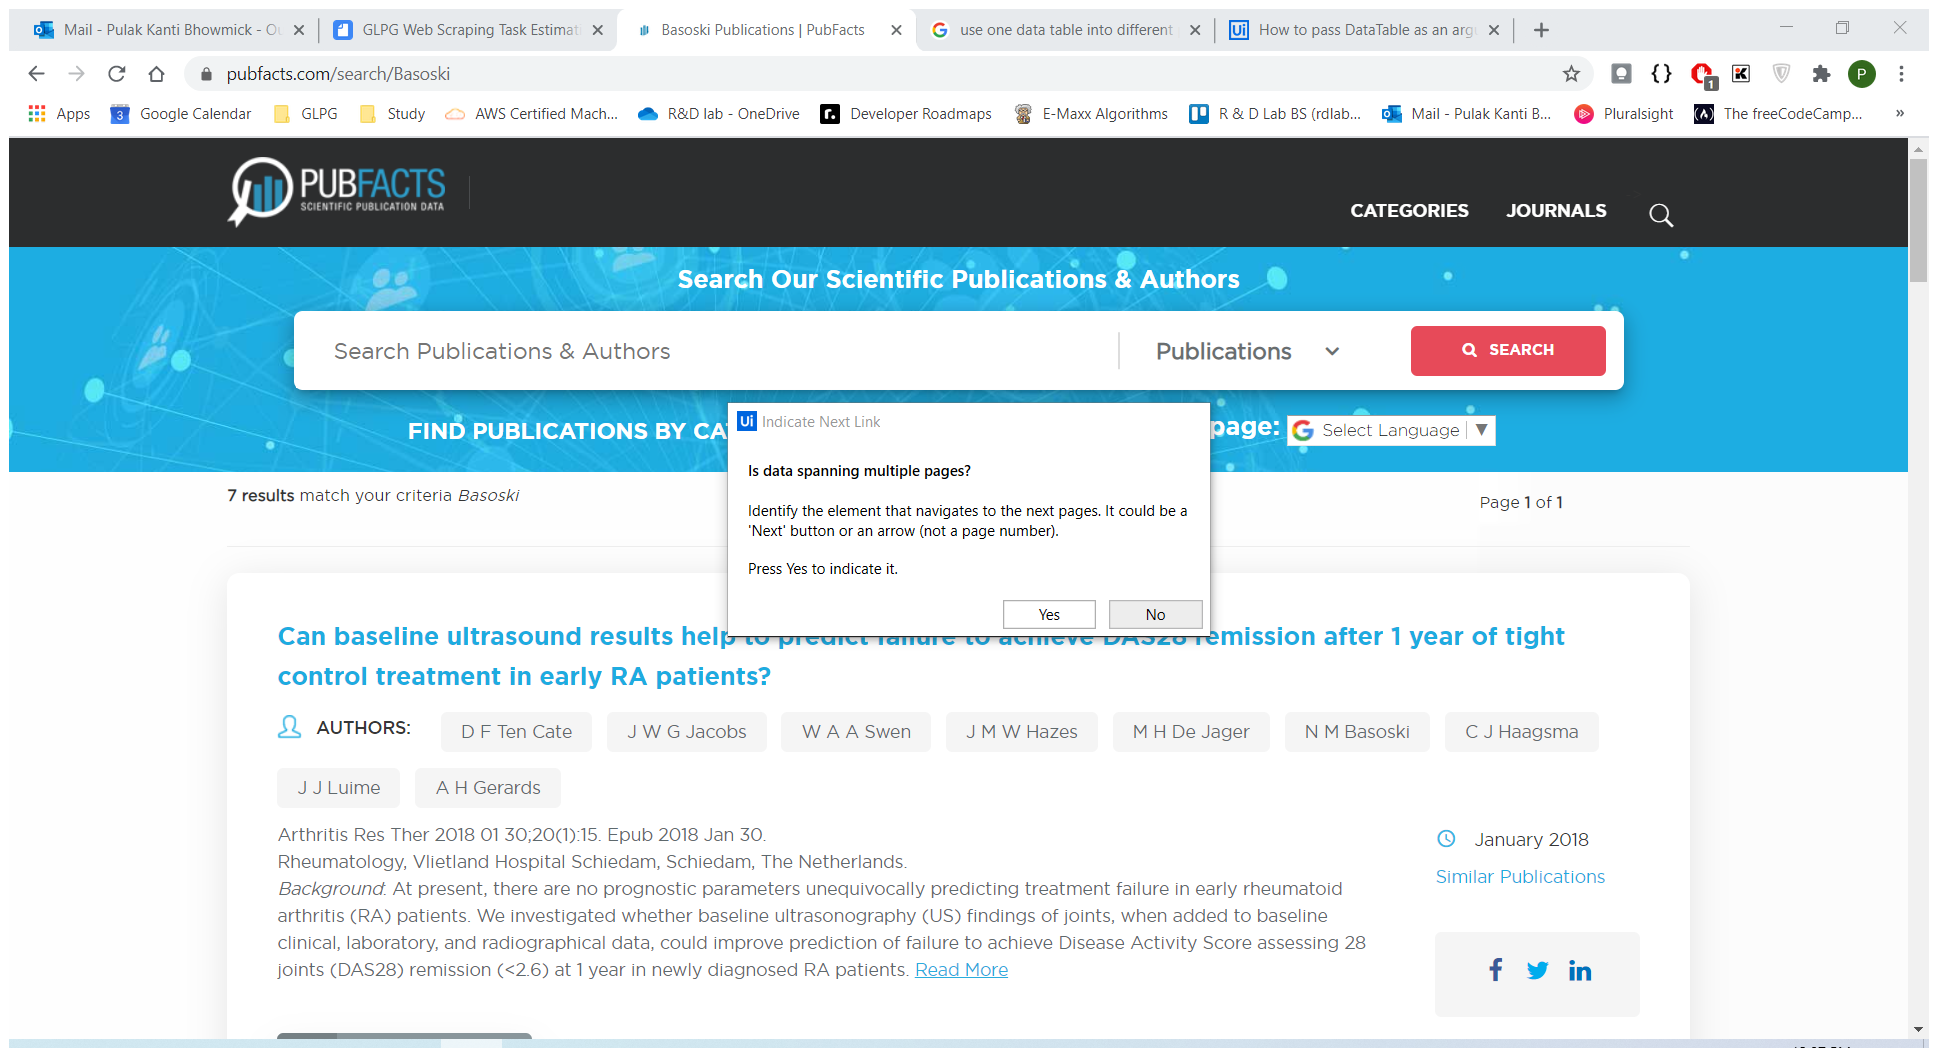 Mail - Pulak Kanti Bhowmick - Ou
GLPG Web Scraping Task Estimat
Basoski Publications | PubFacts
use one data table into different
Ui How to pass DataTable as an arg
pubfacts.com/search/Basoski
1
P
Apps
3 Google Calendar
GLPG
Study
AWS Certified Mach...
R&D lab - OneDrive
r. Developer Roadmaps
E-Maxx Algorithms
R & D Lab BS (rdlab...
Mail - Pulak Kanti B...
Pluralsight
The freeCodeCamp...
»
PUBFACTS
SCIENTIFIC PUBLICATION DATA
CATEGORIES JOURNALS
Search Our Scientific Publications & Authors
Search Publications & Authors
Publications
SEARCH
FIND PUBLICATIONS BY CA
page:
Select Language ▼
Ui Indicate Next Link
Is data spanning multiple pages?
Identify the element that navigates to the next pages. It could be a
'Next' button or an arrow (not a page number).
Press Yes to indicate it.
Yes No
7 results match your criteria Basoski
Page 1 of 1
Can baseline ultrasound results help to predict failure to achieve DAS28 remission after 1 year of tight
control treatment in early RA patients?
AUTHORS: D F Ten Cate J W G Jacobs W A A Swen J M W Hazes M H De Jager N M Basoski C J Haagsma
J J Luime A H Gerards
Arthritis Res Ther 2018 01 30;20(1):15. Epub 2018 Jan 30.
Rheumatology, Vlietland Hospital Schiedam, Schiedam, The Netherlands.
Background: At present, there are no prognostic parameters unequivocally predicting treatment failure in early rheumatoid
arthritis (RA) patients. We investigated whether baseline ultrasonography (US) findings of joints, when added to baseline
clinical, laboratory, and radiographical data, could improve prediction of failure to achieve Disease Activity Score assessing 28
joints (DAS28) remission (<2.6) at 1 year in newly diagnosed RA patients. Read More
January 2018
Similar Publications